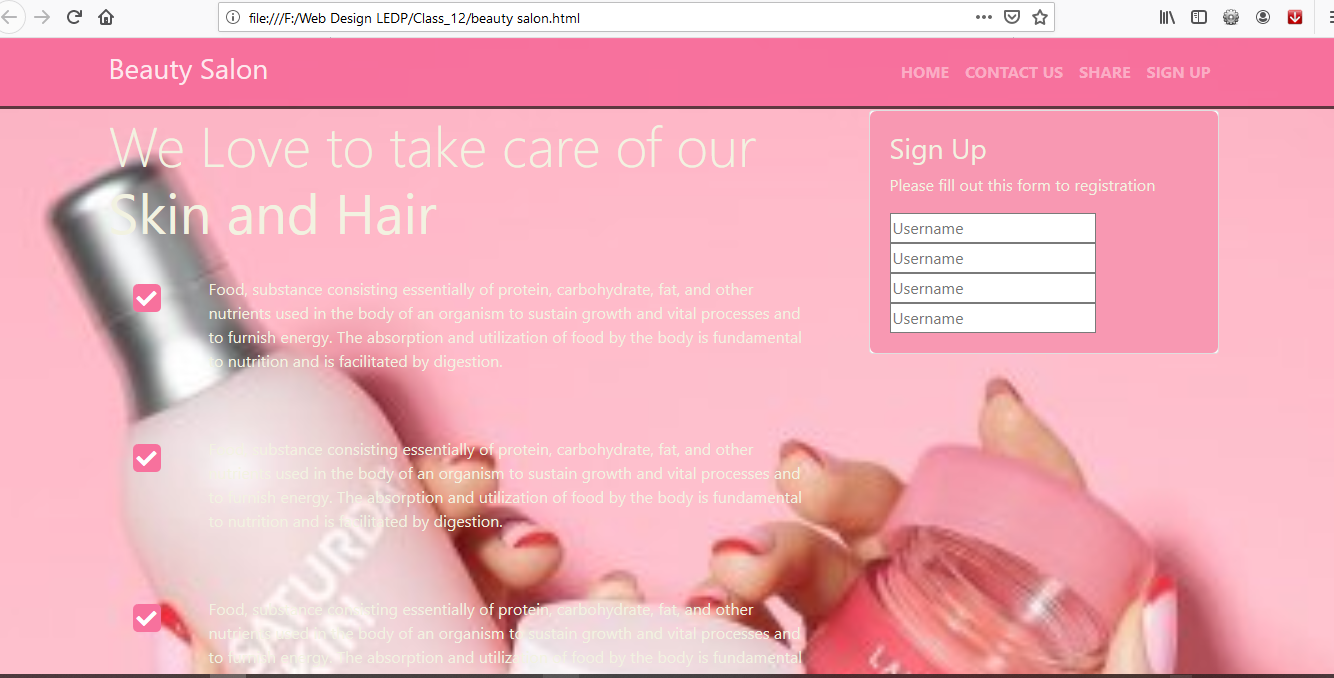 file:///F:/Web Design LEDP/Class_12/beauty salon.html
Beauty Salon
HOME CONTACT US SHARE SIGN UP
We Love to take care of our
Skin and Hair
Food, substance consisting essentially of protein, carbohydrate, fat, and other
nutrients used in the body of an organism to sustain growth and vital processes and
to furnish energy. The absorption and utilization of food by the body is fundamental
to nutrition and is facilitated by digestion.
Food, substance consisting essentially of protein, carbohydrate, fat, and other
nutrients used in the body of an organism to sustain growth and vital processes and
to furnish energy. The absorption and utilization of food by the body is fundamental
to nutrition and is facilitated by digestion.
Food, substance consisting essentially of protein, carbohydrate, fat, and other
nutrients used in the body of an organism to sustain growth and vital processes and
to furnish energy. The absorption and utilization of food by the body is fundamental
Sign Up
Please fill out this form to registration
Username
Username
Username
Username